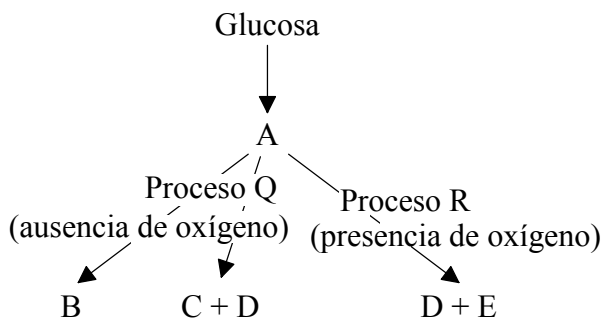 Glucosa
A
Proceso Q
(ausencia de oxígeno)
Proceso R
(presencia de oxígeno)
B
C + D
D + E